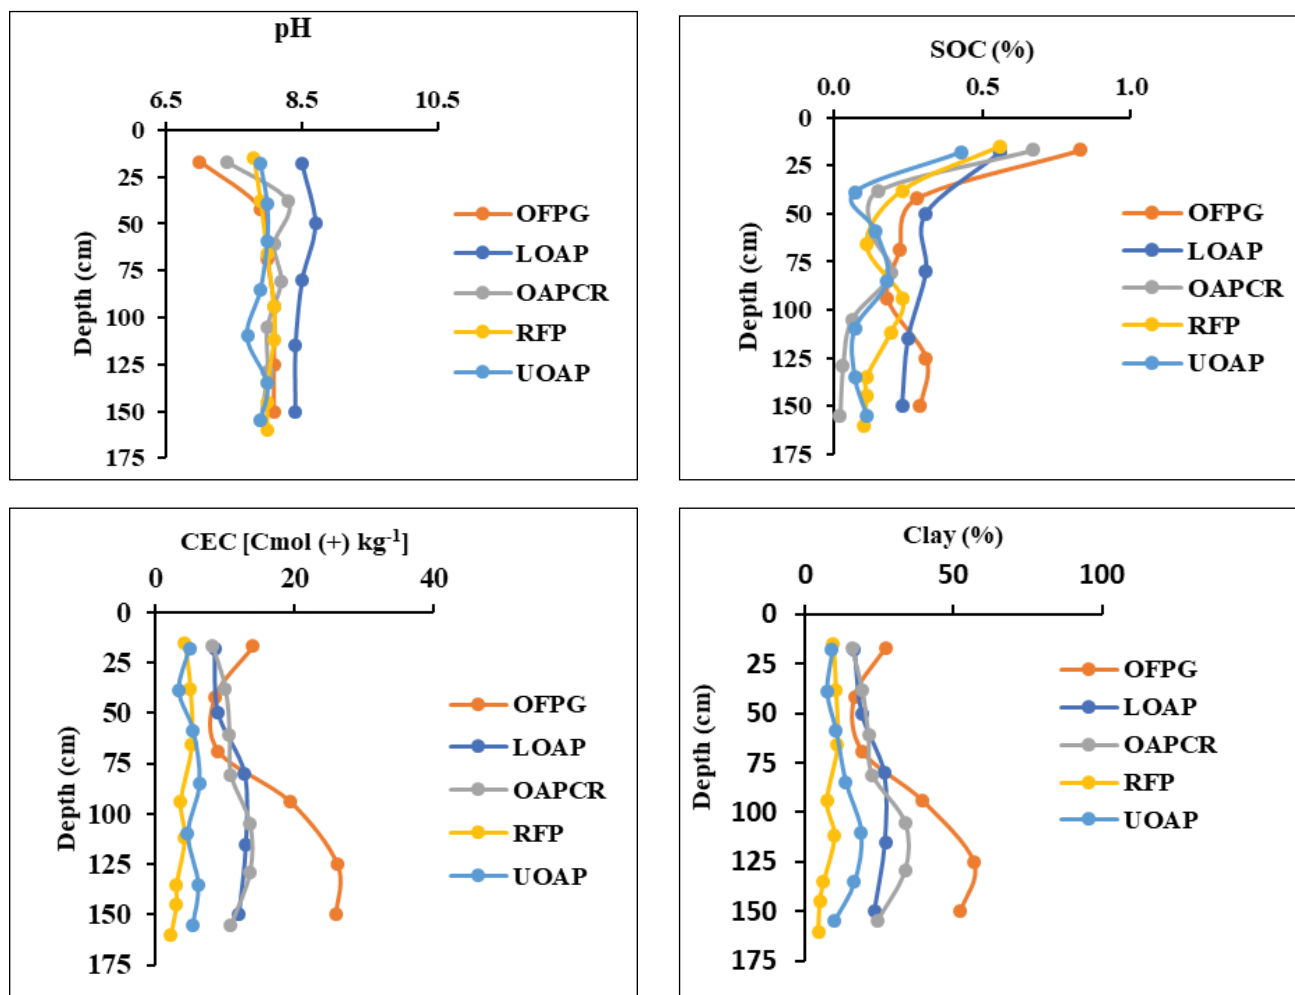 pH
6.5 8.5 10.5
0
25
50
75
100
125
150
175
Depth (cm)
OFPG
LOAP
OAPCR
RFP
UOAP
SOC (%)
0.0 0.5 1.0
0
25
50
75
100
125
150
175
Depth (cm)
OFPG
LOAP
OAPCR
RFP
UOAP
CEC [Cmol (+) kg⁻¹]
0 20 40
0
25
50
75
100
125
150
175
Depth (cm)
OFPG
LOAP
OAPCR
RFP
UOAP
Clay (%)
0 50 100
0
25
50
75
100
125
150
175
Depth (cm)
OFPG
LOAP
OAPCR
RFP
UOAP